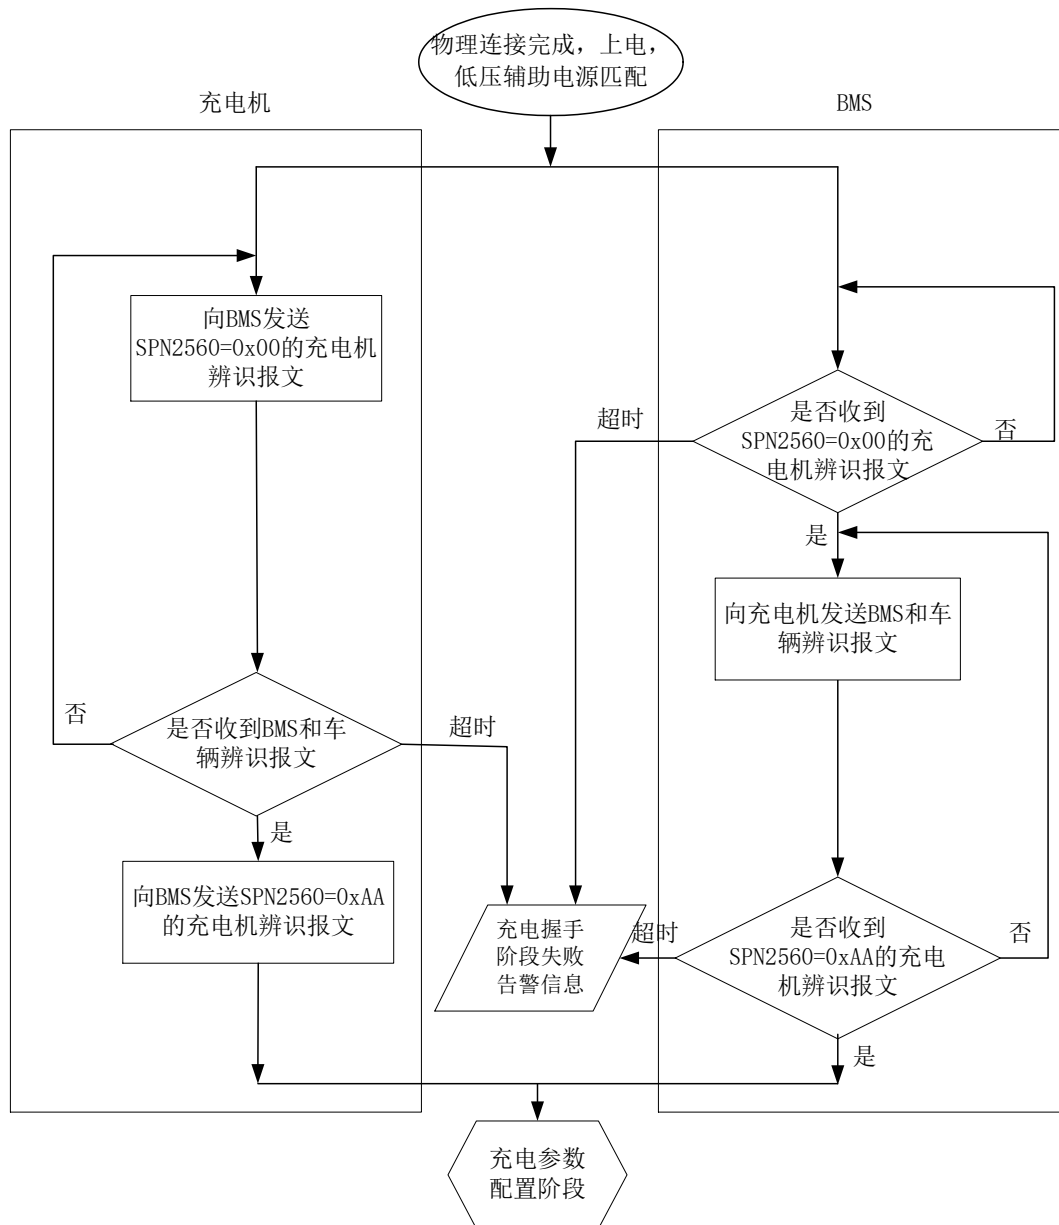 物理连接完成，上电，
低压辅助电源匹配
充电机
BMS
向BMS发送
SPN2560=0x00的充电机
辨识报文
是否收到
SPN2560=0x00的充
电机辨识报文
超时
否
是
向充电机发送BMS和车
辆辨识报文
是否收到BMS和车
辆辨识报文
否
超时
是
向BMS发送SPN2560=0xAA
的充电机辨识报文
充电握手
阶段失败
告警信息
超时
是否收到
SPN2560=0xAA的充电
机辨识报文
否
是
充电参数
配置阶段